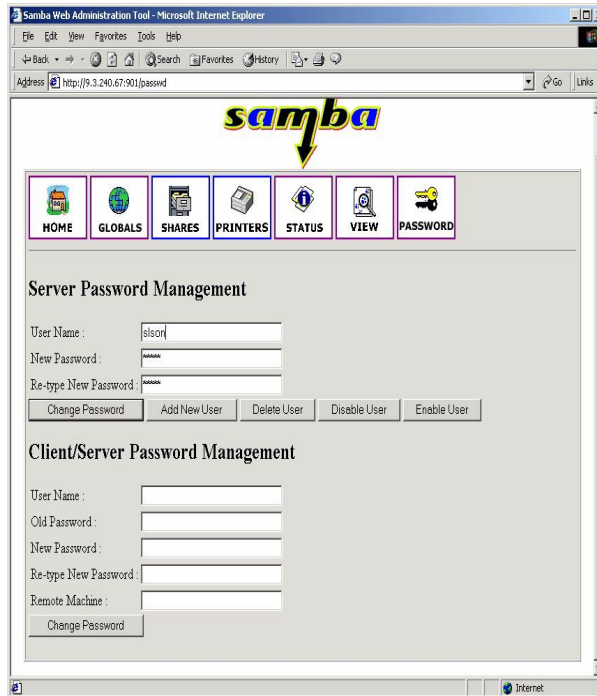 Samba Web Administration Tool - Microsoft Internet Explorer
File Edit View Favorites Tools Help
Back Search Favorites History
Address http://9.3.240.67:901/passwd Go Links
samba
HOME GLOBALS SHARES PRINTERS STATUS VIEW PASSWORD
Server Password Management
User Name : slson
New Password : *****
Re-type New Password : *****
Change Password Add New User Delete User Disable User Enable User
Client/Server Password Management
User Name :
Old Password :
New Password :
Re-type New Password :
Remote Machine :
Change Password
Internet